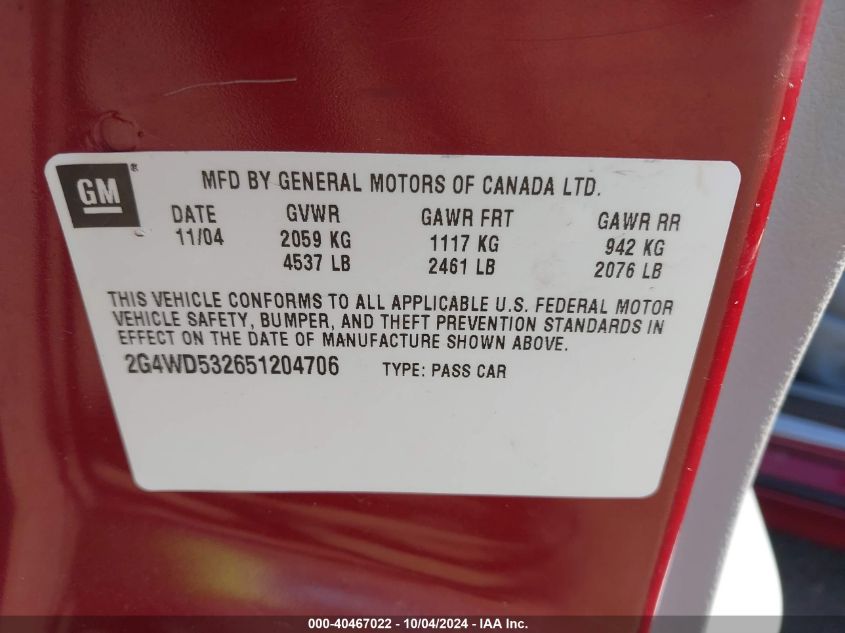 GM ®
MFD BY GENERAL MOTORS OF CANADA LTD.
DATE GVWR GAWR FRT GAWR RR
11/04 2059 KG 1117 KG 942 KG
4537 LB 2461 LB 2076 LB
THIS VEHICLE CONFORMS TO ALL APPLICABLE U.S. FEDERAL MOTOR
VEHICLE SAFETY, BUMPER, AND THEFT PREVENTION STANDARDS IN
EFFECT ON THE DATE OF MANUFACTURE SHOWN ABOVE.
2G4WD532651204706 TYPE: PASS CAR
000-40467022 - 10/04/2024 - IAA Inc.